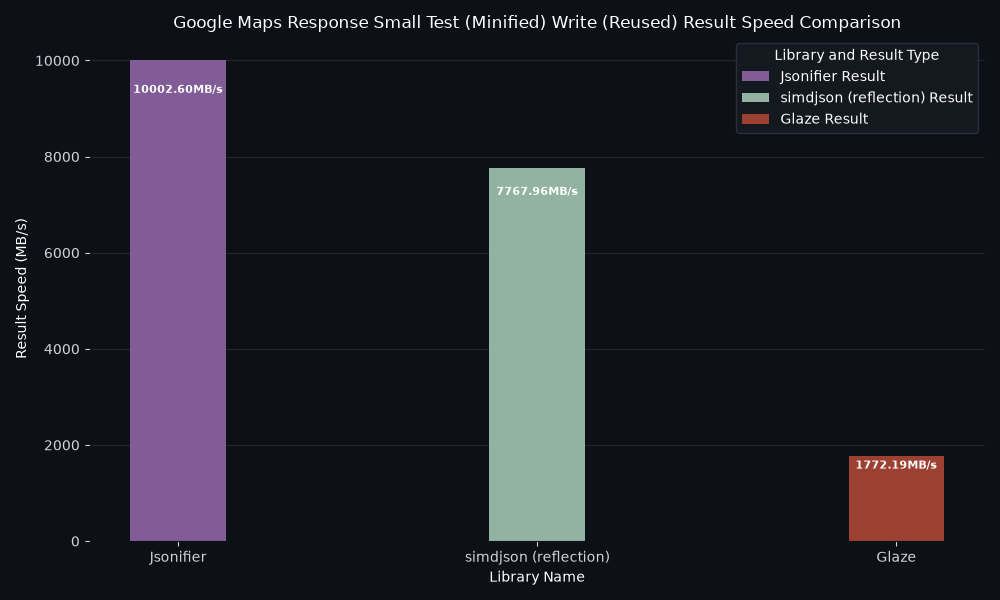 Google Maps Response Small Test (Minified) Write (Reused) Result Speed Comparison
Library and Result Type
Jsonifier Result
simdjson (reflection) Result
Glaze Result
Result Speed (MB/s)
10000
8000
6000
4000
2000
0
10002.60MB/s
7767.96MB/s
1772.19MB/s
Jsonifier
simdjson (reflection)
Glaze
Library Name